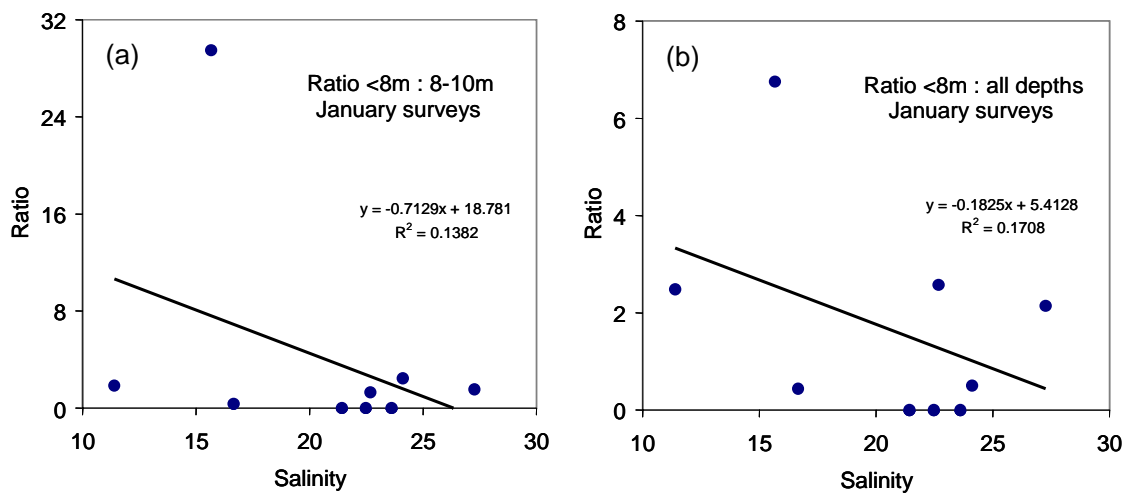 (a)
Ratio <8m : 8-10m
January surveys
y = -0.7129x + 18.781
R² = 0.1382
32
24
16
8
0
Ratio
10 15 20 25 30
Salinity
(b)
Ratio <8m : all depths
January surveys
y = -0.1825x + 5.4128
R² = 0.1708
8
6
4
2
0
Ratio
10 15 20 25 30
Salinity